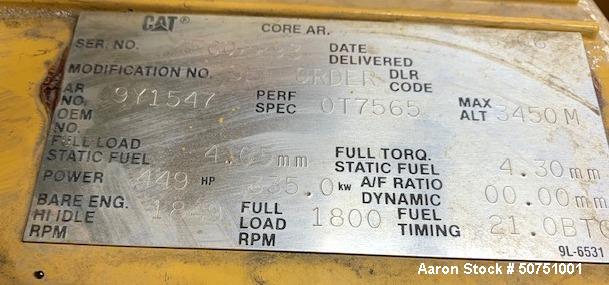 CAT® CORE AR.
SER. NO. DATE DELIVERED
MODIFICATION NO. ORDER DLR CODE
AR NO. 9Y1547 PERF SPEC 0T7565 MAX ALT 3450 M
OEM NO.
FULL LOAD STATIC FUEL mm FULL TORQ. STATIC FUEL 4.30 mm
POWER 449 HP 335.0 kw A/F RATIO DYNAMIC 00.00 mm
BARE ENG. HI IDLE RPM FULL LOAD RPM 1800 FUEL TIMING 21.0BTC
9L-6531
Aaron Stock # 50751001